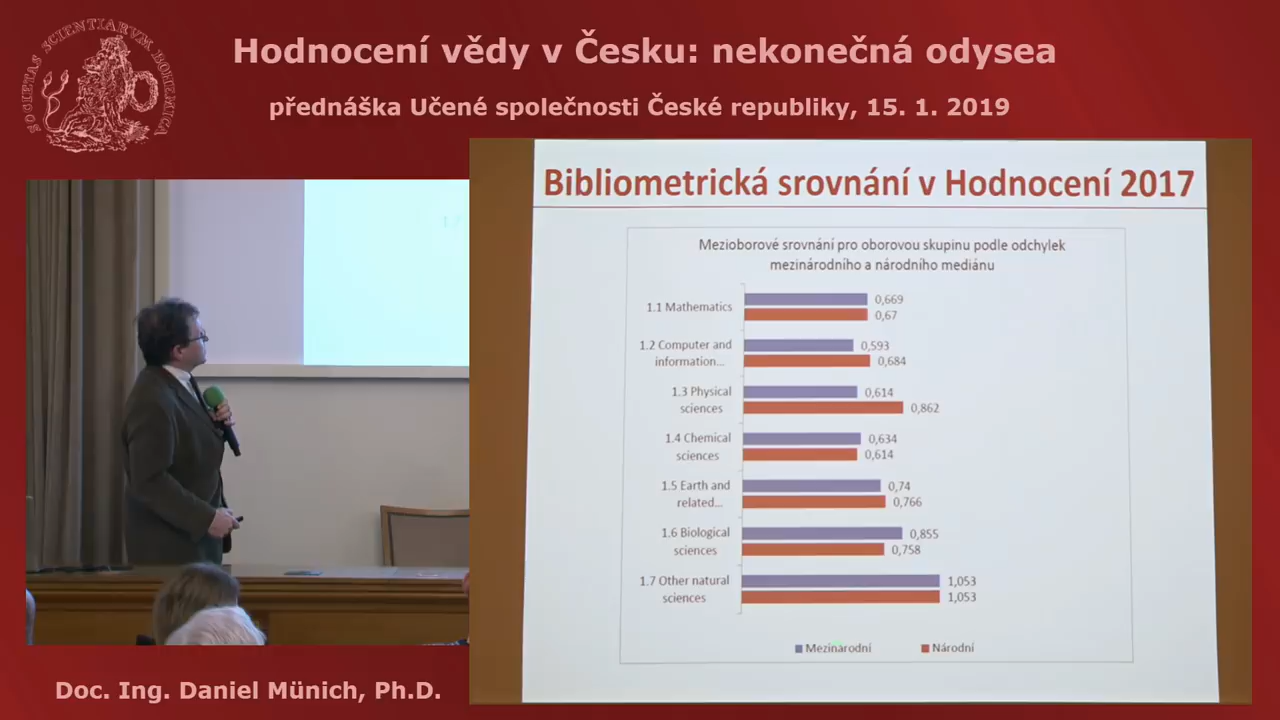 SOCIETAS SCIENTIARVM BOHEMICA
Hodnocení vědy v Česku: nekonečná odysea
přednáška Učené společnosti České republiky, 15. 1. 2019
Bibliometrická srovnání v Hodnocení 2017
Mezioborové srovnání pro oborovou skupinu podle odchylek
mezinárodního a národního mediánu
1.1 Mathematics
0,669
0,67
1.2 Computer and
information...
0,593
0,684
1.3 Physical
sciences
0,614
0,862
1.4 Chemical
sciences
0,634
0,614
1.5 Earth and
related...
0,74
0,766
1.6 Biological
sciences
0,855
0,758
1.7 Other natural
sciences
1,053
1,053
Mezinárodní
Národní
Doc. Ing. Daniel Münich, Ph.D.